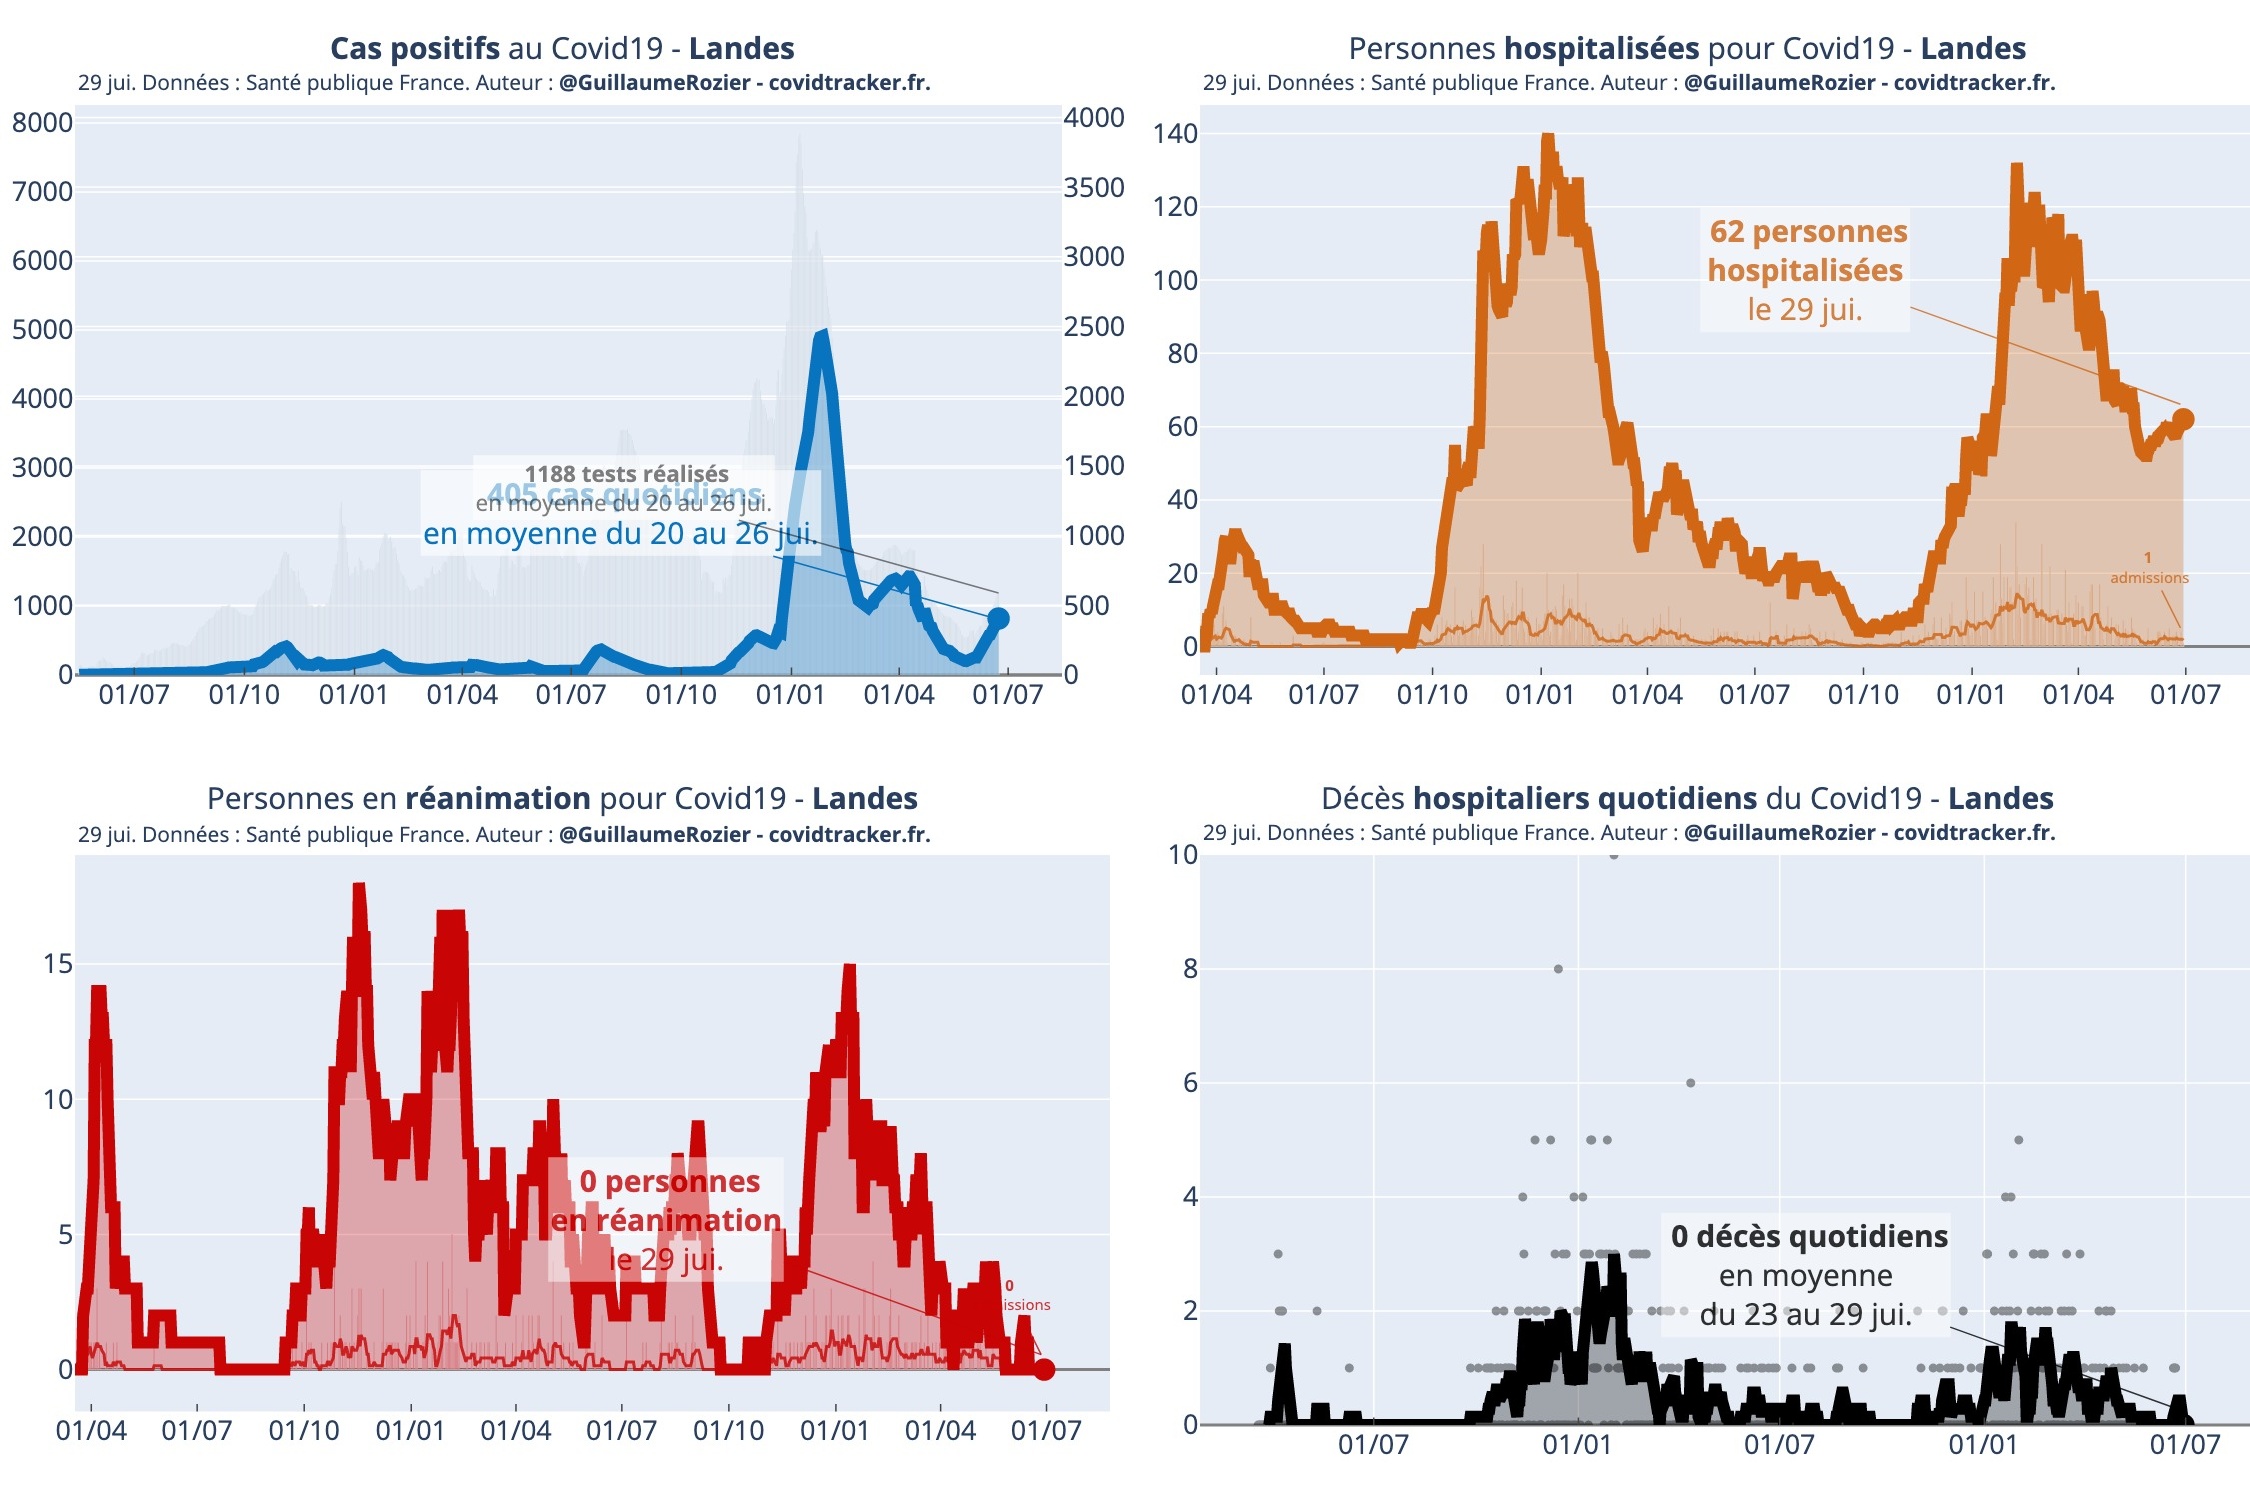 Cas positifs au Covid19 - Landes
29 jui. Données : Santé publique France. Auteur : @GuillaumeRozier - covidtracker.fr.
8000
7000
6000
5000
4000
3000
2000
1000
0
4000
3500
3000
2500
2000
1500
1000
500
0
1188 tests réalisés
405 cas quotidiens
en moyenne du 20 au 26 jui.
en moyenne du 20 au 26 jui.
01/07 01/10 01/01 01/04 01/07 01/10 01/01 01/04 01/07
Personnes hospitalisées pour Covid19 - Landes
29 jui. Données : Santé publique France. Auteur : @GuillaumeRozier - covidtracker.fr.
140
120
100
80
60
40
20
0
62 personnes
hospitalisées
le 29 jui.
1
admissions
01/04 01/07 01/10 01/01 01/04 01/07 01/10 01/01 01/04 01/07
Personnes en réanimation pour Covid19 - Landes
29 jui. Données : Santé publique France. Auteur : @GuillaumeRozier - covidtracker.fr.
15
10
5
0
0 personnes
en réanimation
le 29 jui.
0
01/04 01/07 01/10 01/01 01/04 01/07 01/10 01/01 01/04 01/07
Décès hospitaliers quotidiens du Covid19 - Landes
29 jui. Données : Santé publique France. Auteur : @GuillaumeRozier - covidtracker.fr.
10
8
6
4
2
0
0 décès quotidiens
en moyenne
du 23 au 29 jui.
01/07 01/01 01/07 01/01 01/07